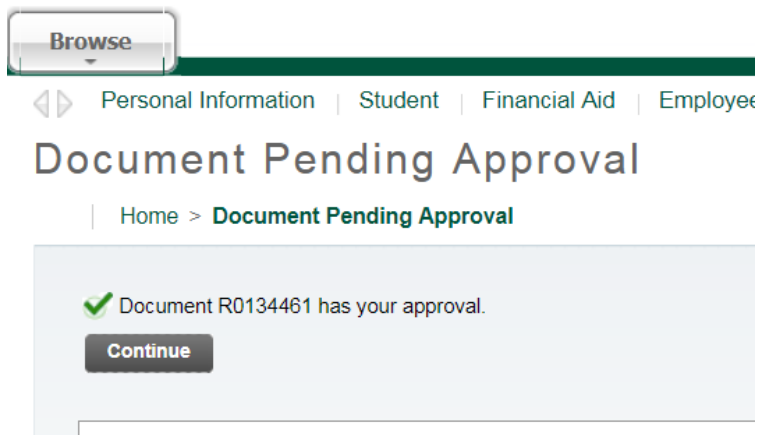 Browse
Personal Information | Student | Financial Aid | Employee
Document Pending Approval
Home > Document Pending Approval
Document R0134461 has your approval.
Continue